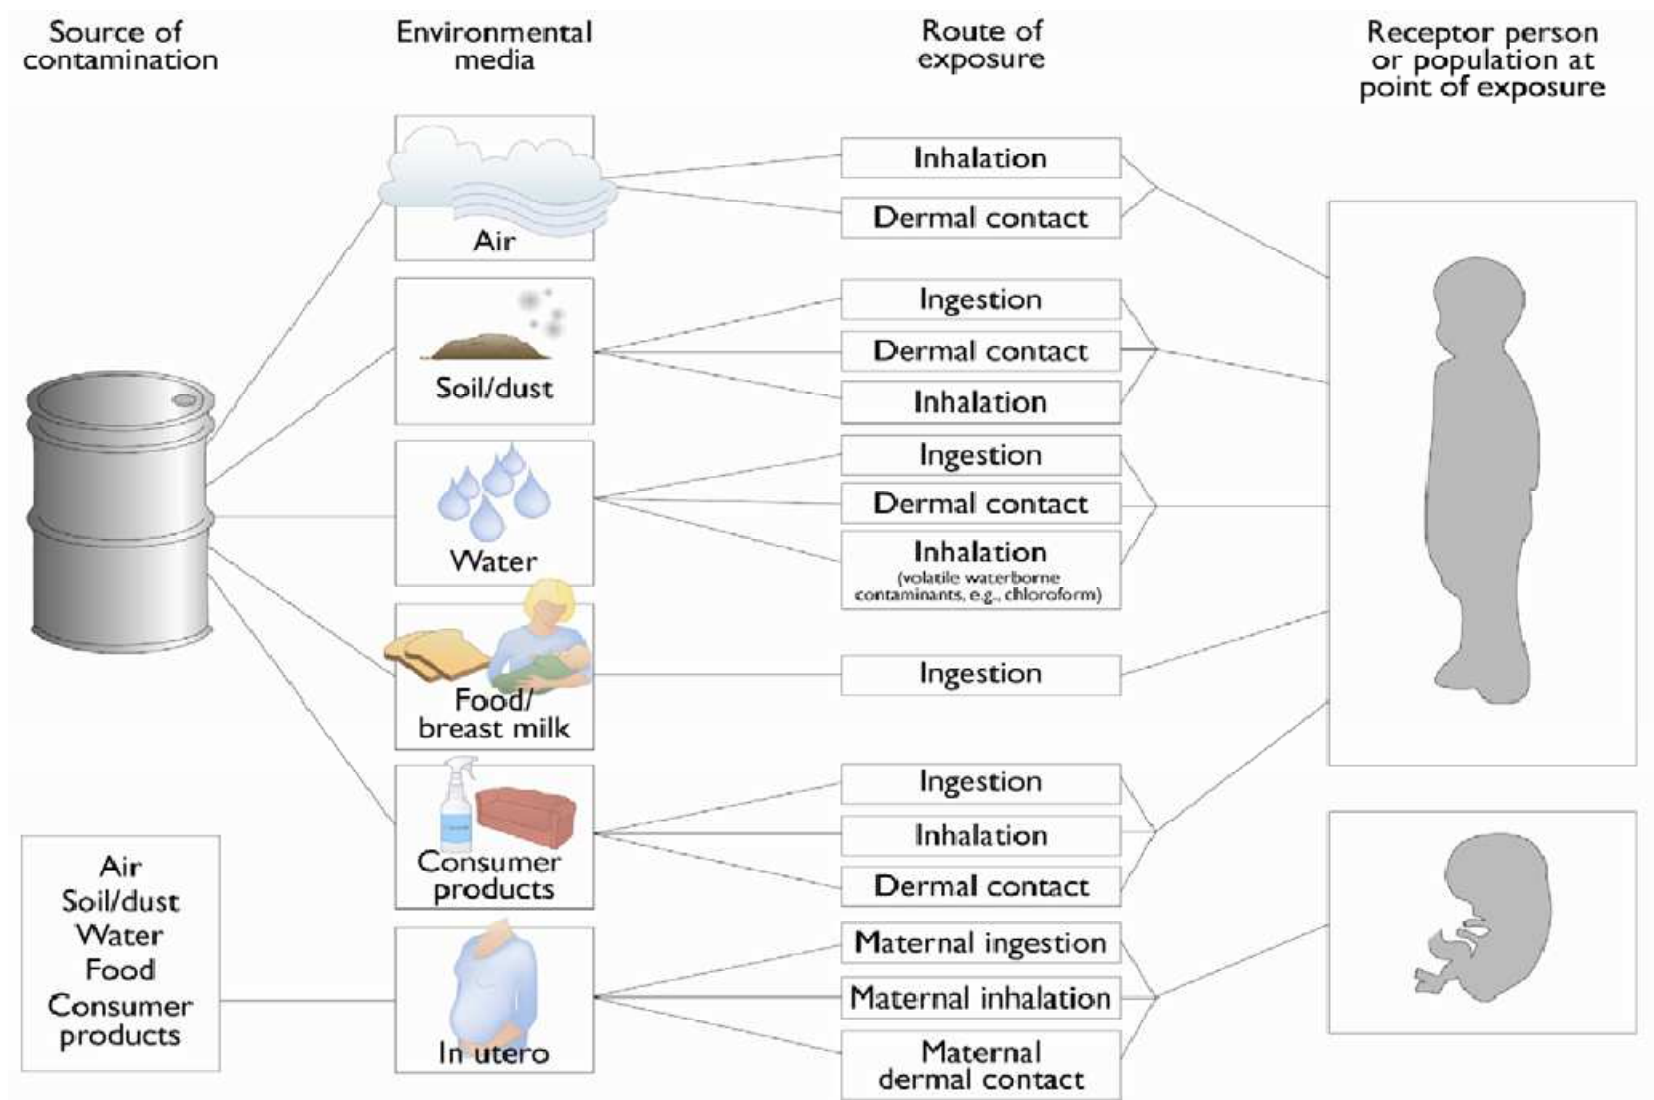 Source of
contamination
Environmental
media
Route of
exposure
Receptor person
or population at
point of exposure
Air
Inhalation
Dermal contact
Soil/dust
Ingestion
Dermal contact
Inhalation
Water
Ingestion
Dermal contact
Inhalation
(volatile waterborne
contaminants, e.g., chloroform)
Food/
breast milk
Ingestion
Consumer
products
Ingestion
Inhalation
Dermal contact
Air
Soil/dust
Water
Food
Consumer
products
In utero
Maternal ingestion
Maternal inhalation
Maternal
dermal contact